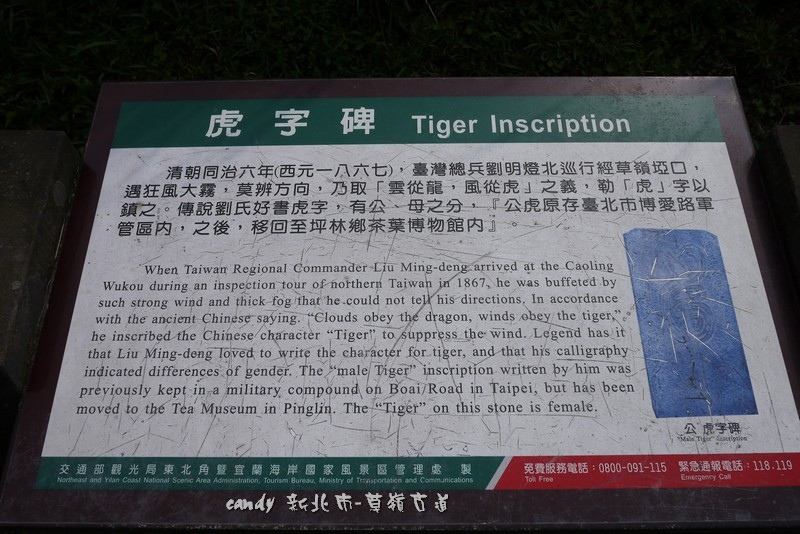 虎字碑 Tiger Inscription
清朝同治六年(西元一八六七)，臺灣總兵劉明燈北巡行經草嶺埡口，
遇狂風大霧，莫辨方向，乃取「雲從龍，風從虎」之義，勒「虎」字以
鎮之。傳說劉氏好書虎字，有公、母之分，『公虎原存臺北市博愛路軍
管區內，之後，移回至坪林鄉茶葉博物館內』。
When Taiwan Regional Commander Liu Ming-deng arrived at the Caoling
Wukou during an inspection tour of northern Taiwan in 1867, he was buffeted by
such strong wind and thick fog that he could not tell his directions. In accordance
with the ancient Chinese saying. “Clouds obey the dragon, winds obey the tiger,”
he inscribed the Chinese character “Tiger” to suppress the wind. Legend has it
that Liu Ming-deng loved to write the character for tiger, and that his calligraphy
indicated differences of gender. The “male Tiger” inscription written by him was
previously kept in a military compound on Boai Road in Taipei, but has been
moved to the Tea Museum in Pinglin. The “Tiger” on this stone is female.
公 虎字碑
“Male Tiger” Inscription
交通部觀光局東北角暨宜蘭海岸國家風景區管理處 製
Northeast and Yilan Coast National Scenic Area Administration, Tourism Bureau, Ministry of Transportation and Communications
免費服務電話：0800-091-115 緊急通報電話：118.119
Toll Free Emergency Call
candy 新北市-草嶺古道